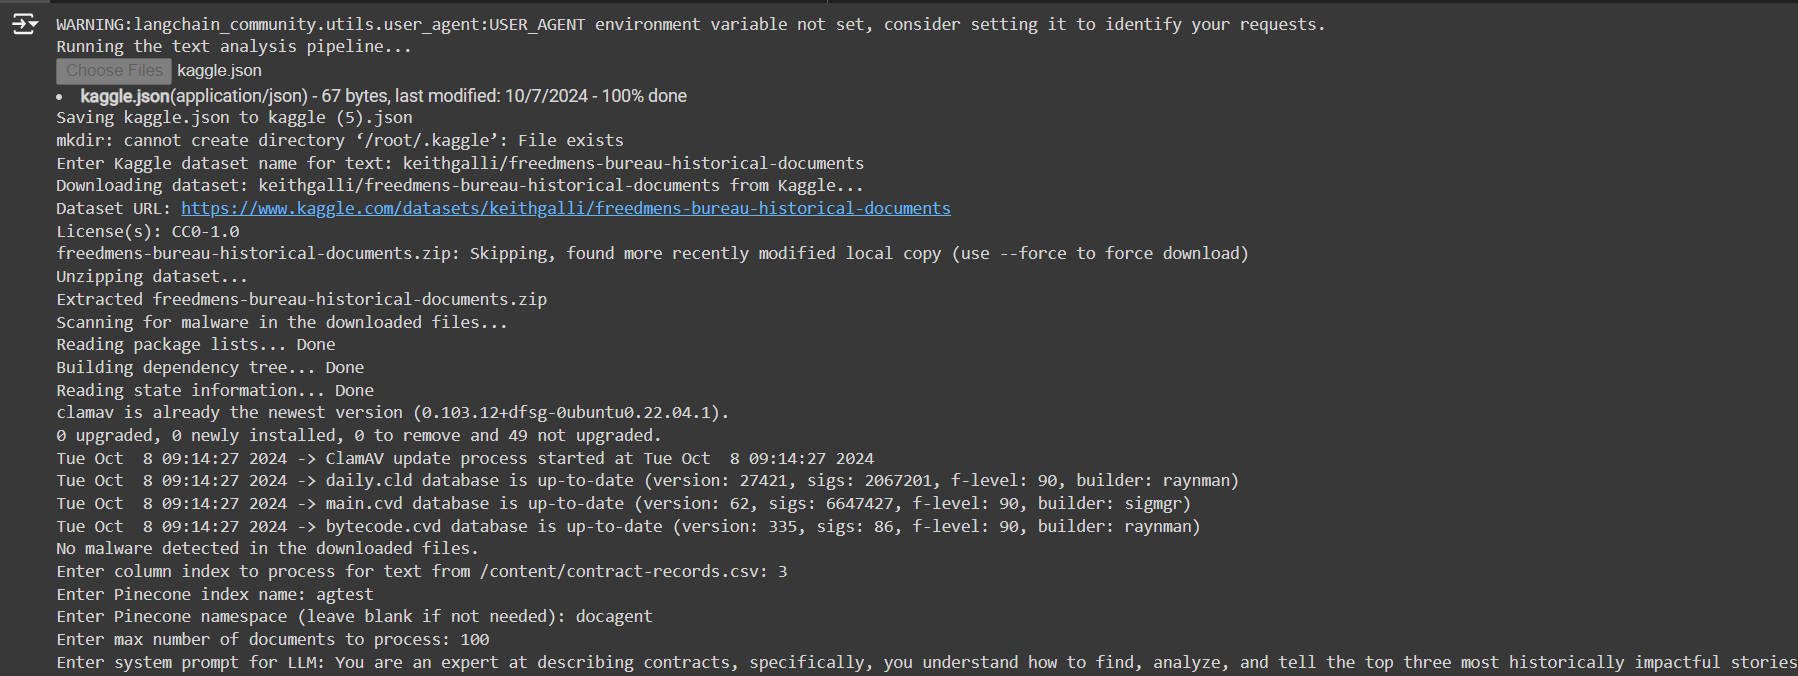 WARNING:langchain_community.utils.user_agent:USER_AGENT environment variable not set, consider setting it to identify your requests.
Running the text analysis pipeline...
Choose Files kaggle.json
• kaggle.json(application/json) - 67 bytes, last modified: 10/7/2024 - 100% done
Saving kaggle.json to kaggle (5).json
mkdir: cannot create directory ‘/root/.kaggle’: File exists
Enter Kaggle dataset name for text: keithgalli/freedmens-bureau-historical-documents
Downloading dataset: keithgalli/freedmens-bureau-historical-documents from Kaggle...
Dataset URL: https://www.kaggle.com/datasets/keithgalli/freedmens-bureau-historical-documents
License(s): CC0-1.0
freedmens-bureau-historical-documents.zip: Skipping, found more recently modified local copy (use --force to force download)
Unzipping dataset...
Extracted freedmens-bureau-historical-documents.zip
Scanning for malware in the downloaded files...
Reading package lists... Done
Building dependency tree... Done
Reading state information... Done
clamav is already the newest version (0.103.12+dfsg-0ubuntu0.22.04.1).
0 upgraded, 0 newly installed, 0 to remove and 49 not upgraded.
Tue Oct  8 09:14:27 2024 -> ClamAV update process started at Tue Oct  8 09:14:27 2024
Tue Oct  8 09:14:27 2024 -> daily.cld database is up-to-date (version: 27421, sigs: 2067201, f-level: 90, builder: raynman)
Tue Oct  8 09:14:27 2024 -> main.cvd database is up-to-date (version: 62, sigs: 6647427, f-level: 90, builder: sigmgr)
Tue Oct  8 09:14:27 2024 -> bytecode.cvd database is up-to-date (version: 335, sigs: 86, f-level: 90, builder: raynman)
No malware detected in the downloaded files.
Enter column index to process for text from /content/contract-records.csv: 3
Enter Pinecone index name: agtest
Enter Pinecone namespace (leave blank if not needed): docagent
Enter max number of documents to process: 100
Enter system prompt for LLM: You are an expert at describing contracts, specifically, you understand how to find, analyze, and tell the top three most historically impactful stories